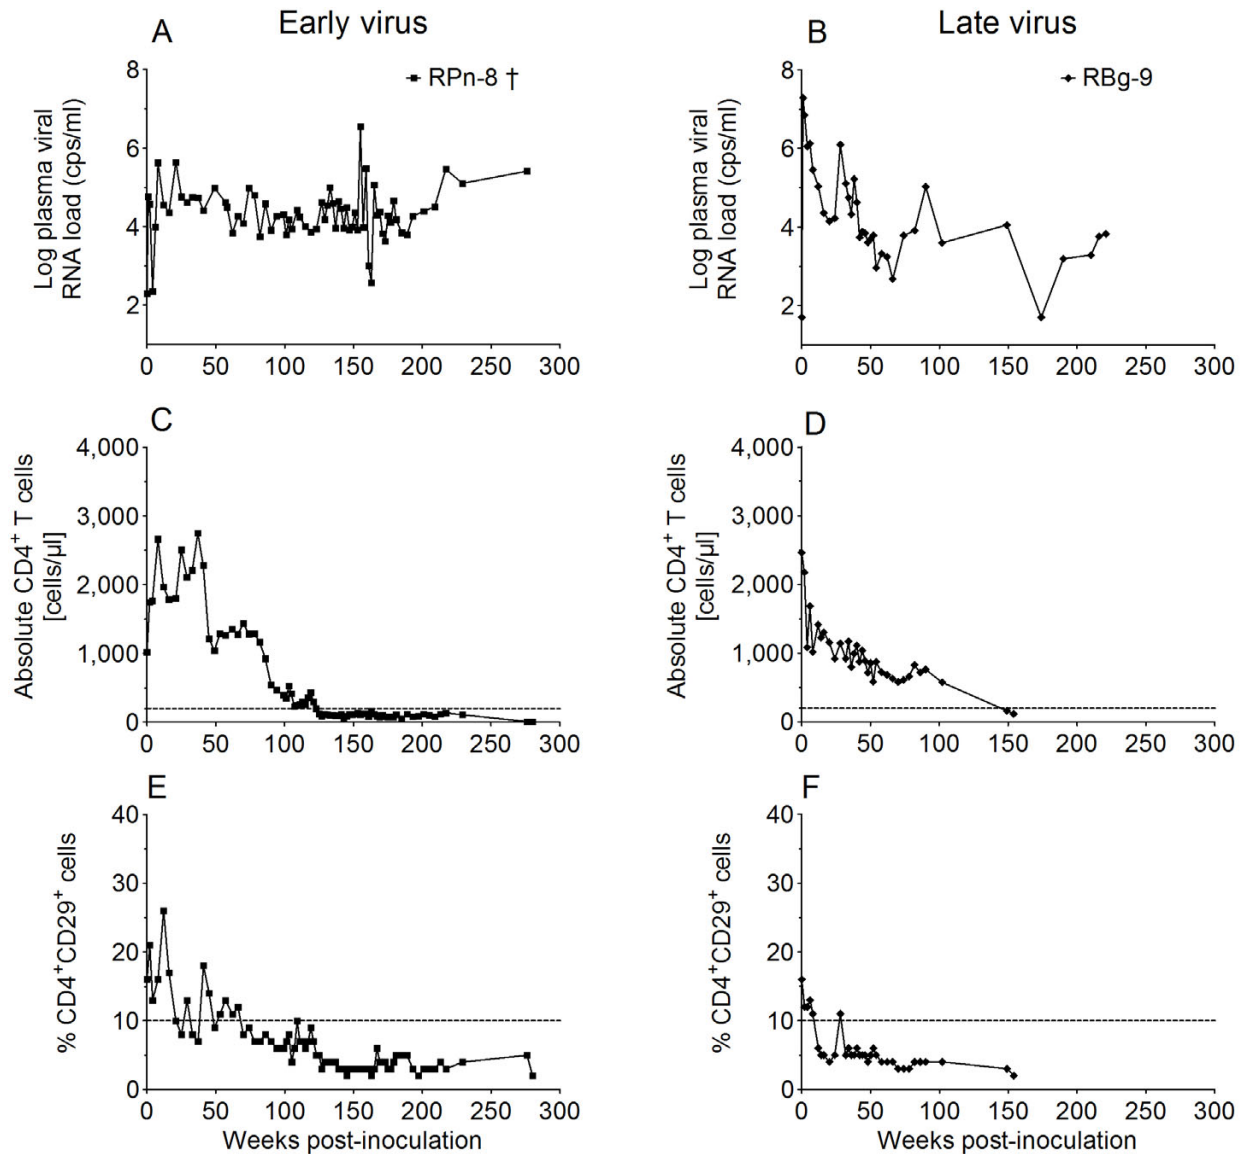 Early virus
Late virus
A
RPn-8 †
Log plasma viral
RNA load (cps/ml)
8
6
4
2
0 50 100 150 200 250 300
B
RBg-9
Log plasma viral
RNA load (cps/ml)
8
6
4
2
0 50 100 150 200 250 300
C
Absolute CD4⁺ T cells
[cells/µl]
4,000
3,000
2,000
1,000
0
0 50 100 150 200 250 300
D
Absolute CD4⁺ T cells
[cells/µl]
4,000
3,000
2,000
1,000
0
0 50 100 150 200 250 300
E
% CD4⁺CD29⁺ cells
40
30
20
10
0
0 50 100 150 200 250 300
Weeks post-inoculation
F
% CD4⁺CD29⁺ cells
40
30
20
10
0
0 50 100 150 200 250 300
Weeks post-inoculation